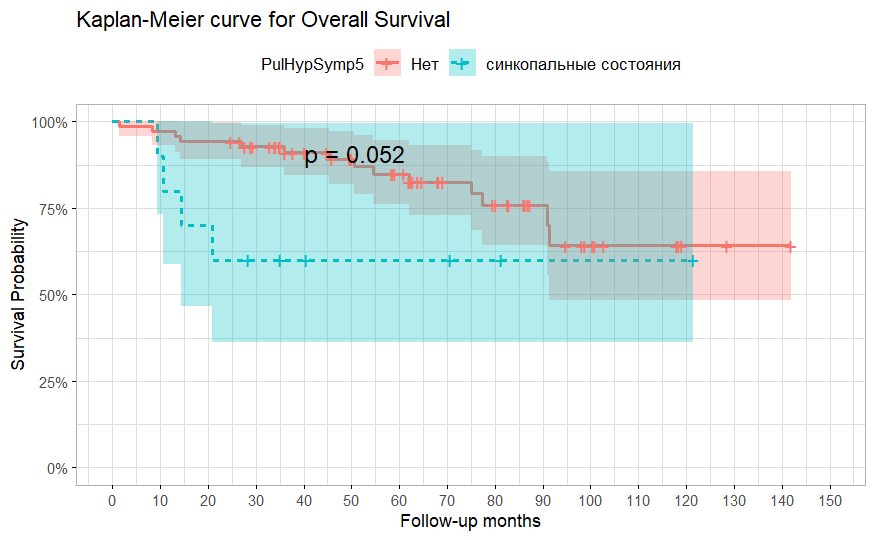 Kaplan-Meier curve for Overall Survival
PulHypSymp5 Нет синкопальные состояния
100%
75%
50%
25%
0%
Survival Probability
p = 0.052
0 10 20 30 40 50 60 70 80 90 100 110 120 130 140 150
Follow-up months